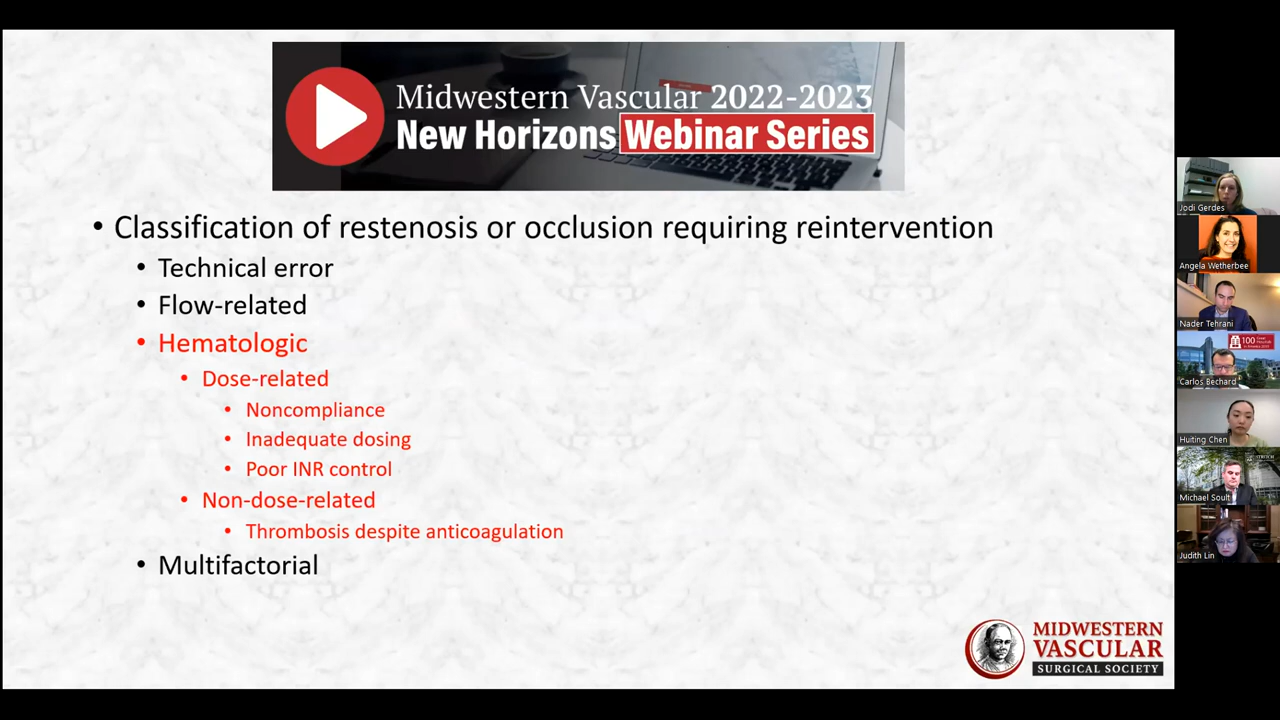 Midwestern Vascular 2022-2023
New Horizons Webinar Series
• Classification of restenosis or occlusion requiring reintervention
• Technical error
• Flow-related
• Hematologic
• Dose-related
• Noncompliance
• Inadequate dosing
• Poor INR control
• Non-dose-related
• Thrombosis despite anticoagulation
• Multifactorial
MIDWESTERN
VASCULAR
SURGICAL SOCIETY
Jodi Gerdes
Angela Wetherbee
Nader Tehrani
100
Carlos Bechard
Huiting Chen
Michael Soult
Judith Lin